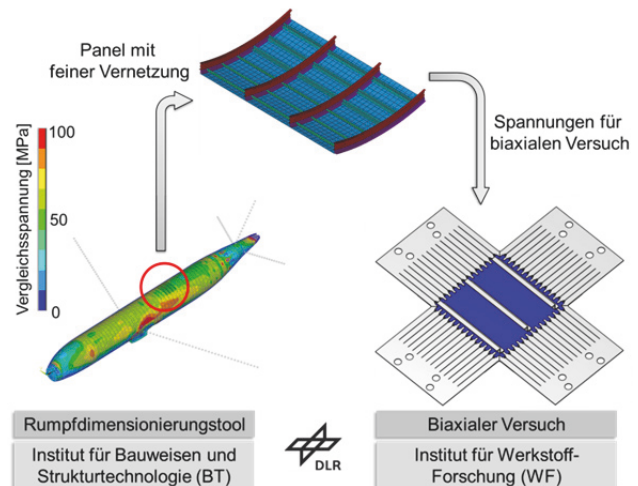 Panel mit
feiner Vernetzung
Spannungen für
biaxialen Versuch
Vergleichsspannung [MPa]
100
50
0
Rumpfdimensionierungstool
Institut für Bauweisen und
Strukturtechnologie (BT)
DLR
Biaxialer Versuch
Institut für Werkstoff-
Forschung (WF)